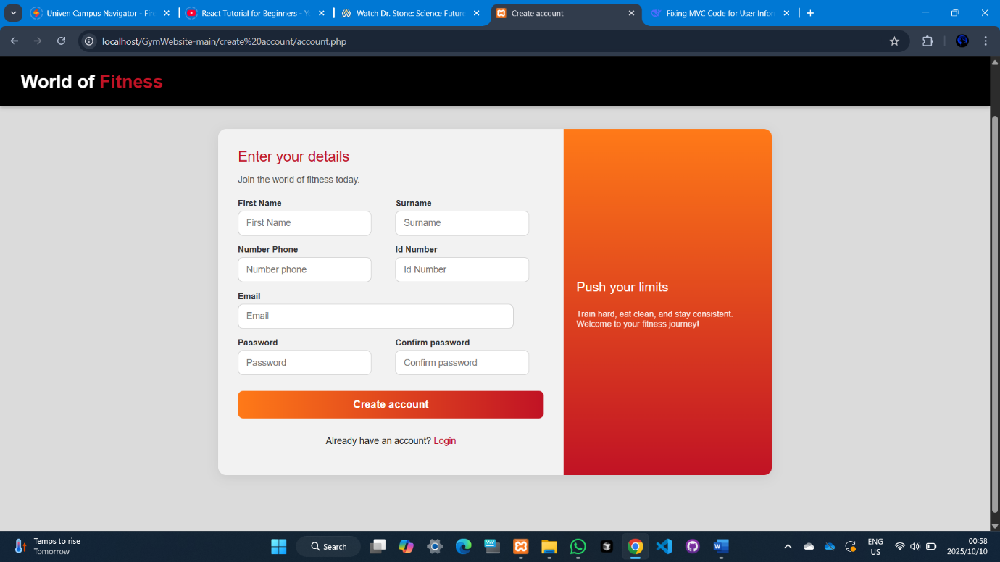 Univen Campus Navigator - Fir
React Tutorial for Beginners - Y
Watch Dr. Stone: Science Future
Create account
Fixing MVC Code for User Infor
localhost/GymWebsite-main/create%20account/account.php
World of Fitness
Enter your details
Join the world of fitness today.
First Name
Surname
First Name
Surname
Number Phone
Id Number
Number phone
Id Number
Email
Email
Password
Confirm password
Password
Confirm password
Create account
Already have an account? Login
Push your limits
Train hard, eat clean, and stay consistent.
Welcome to your fitness journey!
Temps to rise
Tomorrow
Search
ENG
US
00:58
2025/10/10